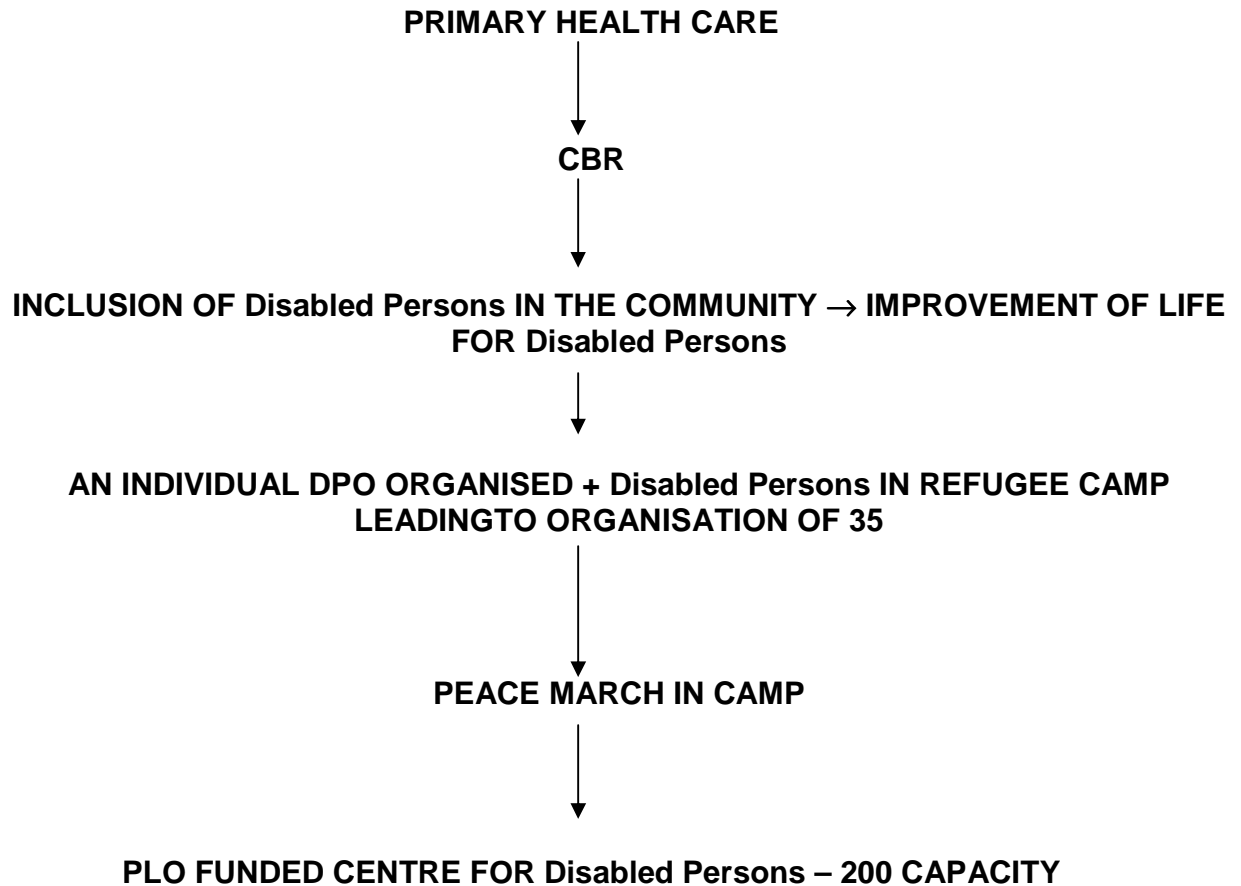 PRIMARY HEALTH CARE
CBR
INCLUSION OF Disabled Persons IN THE COMMUNITY → IMPROVEMENT OF LIFE
FOR Disabled Persons
AN INDIVIDUAL DPO ORGANISED + Disabled Persons IN REFUGEE CAMP
LEADINGTO ORGANISATION OF 35
PEACE MARCH IN CAMP
PLO FUNDED CENTRE FOR Disabled Persons – 200 CAPACITY